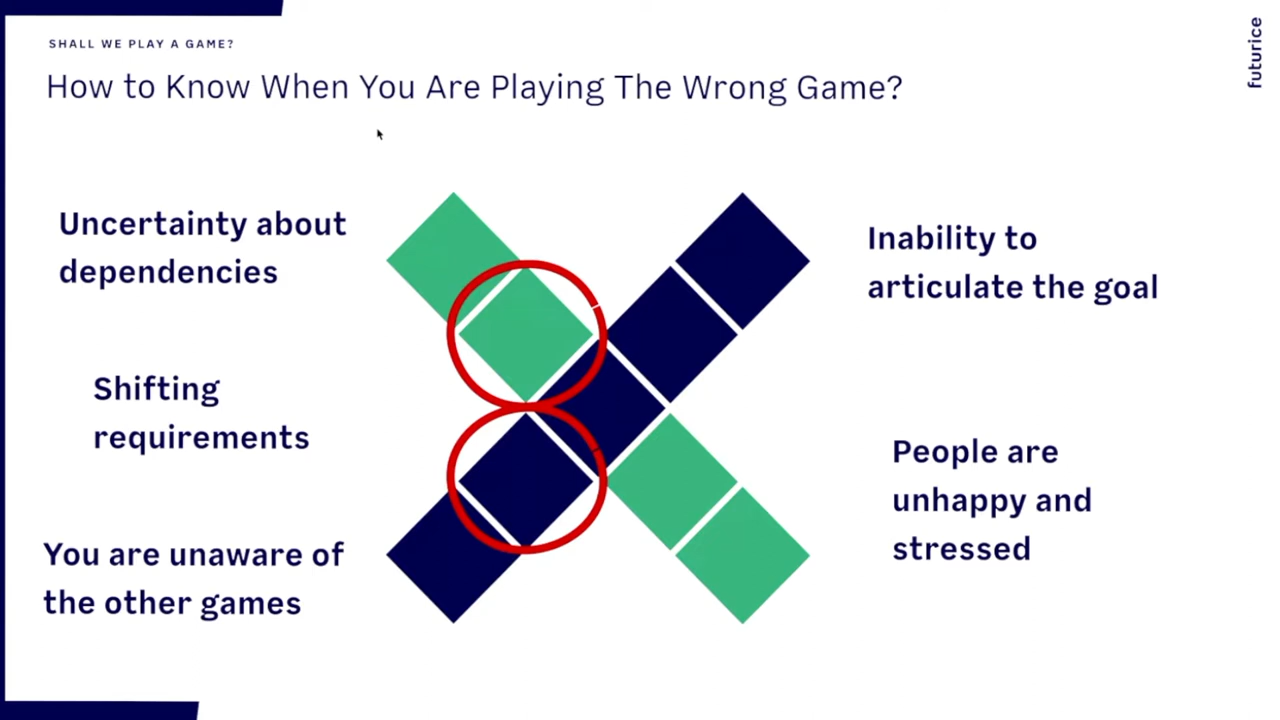 SHALL WE PLAY A GAME?
How to Know When You Are Playing The Wrong Game?
futurice
Uncertainty about
dependencies
Shifting
requirements
You are unaware of
the other games
Inability to
articulate the goal
People are
unhappy and
stressed